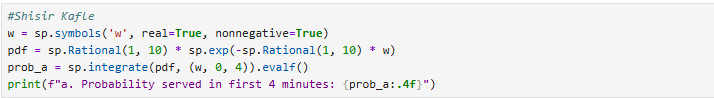 #Shisir Kafle
w = sp.symbols('w', real=True, nonnegative=True)
pdf = sp.Rational(1, 10) * sp.exp(-sp.Rational(1, 10) * w)
prob_a = sp.integrate(pdf, (w, 0, 4)).evalf()
print(f"a. Probability served in first 4 minutes: {prob_a:.4f}")